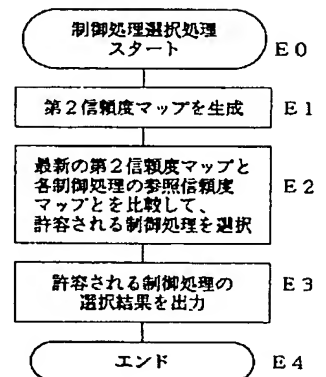 制御処理選択処理
スタート
E0
第2信頼度マップを生成
E1
最新の第2信頼度マップと
各制御処理の参照信頼度
マップとを比較して、
許容される制御処理を選択
E2
許容される制御処理の
選択結果を出力
E3
エンド
E4